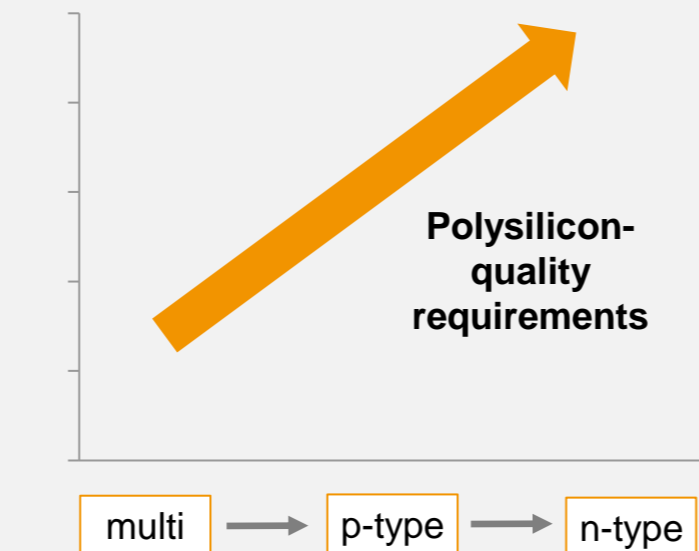 Polysilicon-
quality
requirements
multi
p-type
n-type